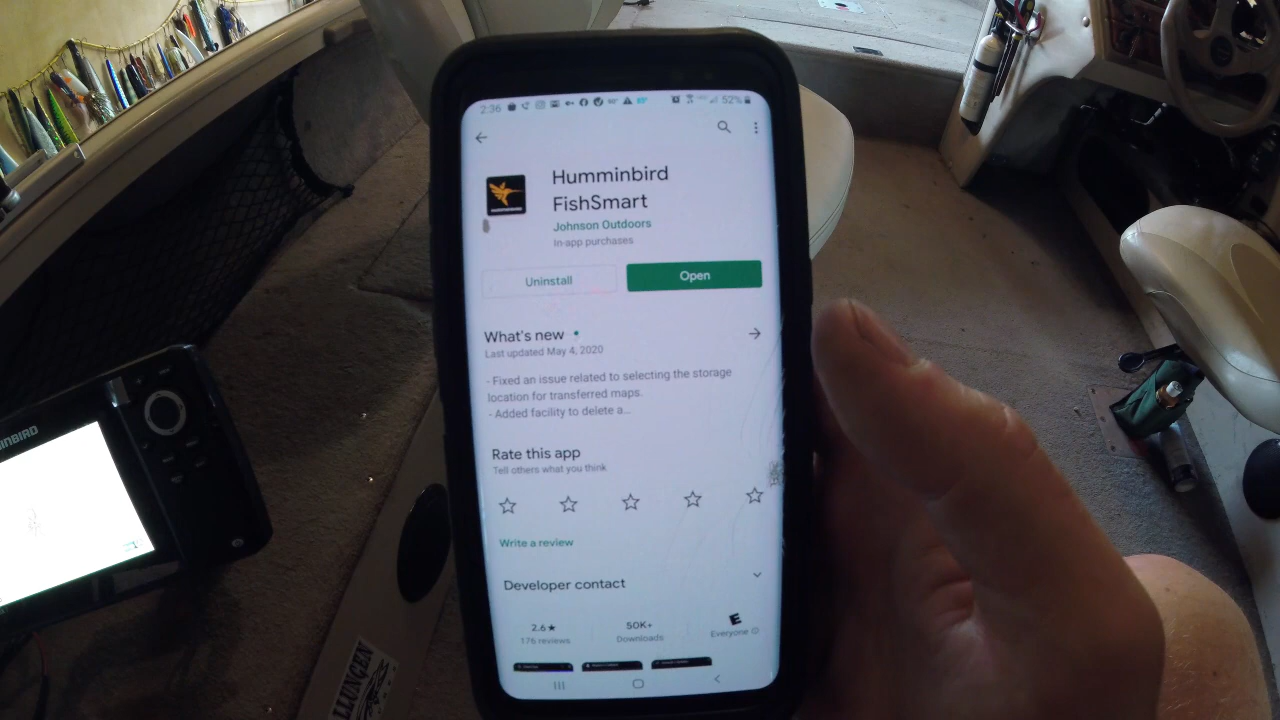 2:36
52%
Humminbird
FishSmart
Johnson Outdoors
In-app purchases
Uninstall
Open
What's new
Last updated May 4, 2020
- Fixed an issue related to selecting the storage
location for transferred maps.
- Added facility to delete a...
Rate this app
Tell others what you think
Write a review
Developer contact
2.6★
50K+
E
176 reviews
Downloads
Everyone
INBIRD
LLUNGEN